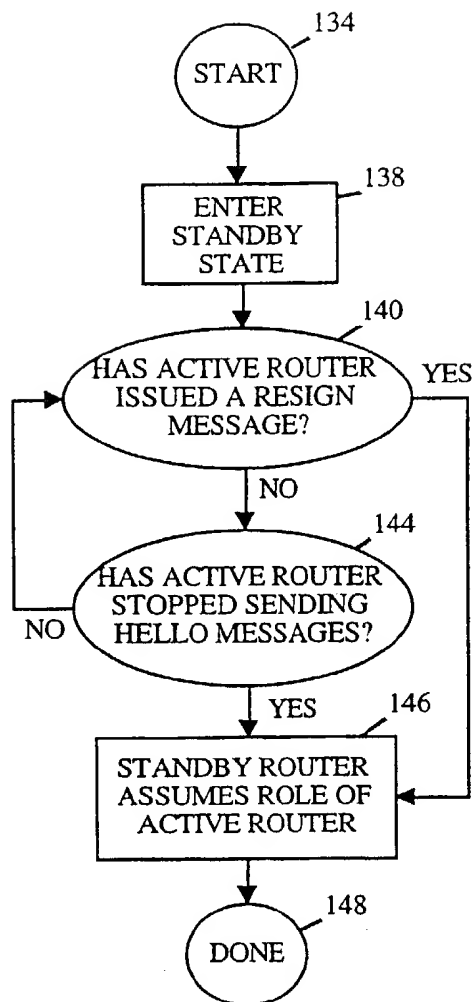 134
START
138
ENTER
STANDBY
STATE
140
HAS ACTIVE ROUTER
ISSUED A RESIGN
MESSAGE?
YES
NO
144
HAS ACTIVE ROUTER
STOPPED SENDING
HELLO MESSAGES?
NO
YES
146
STANDBY ROUTER
ASSUMES ROLE OF
ACTIVE ROUTER
148
DONE